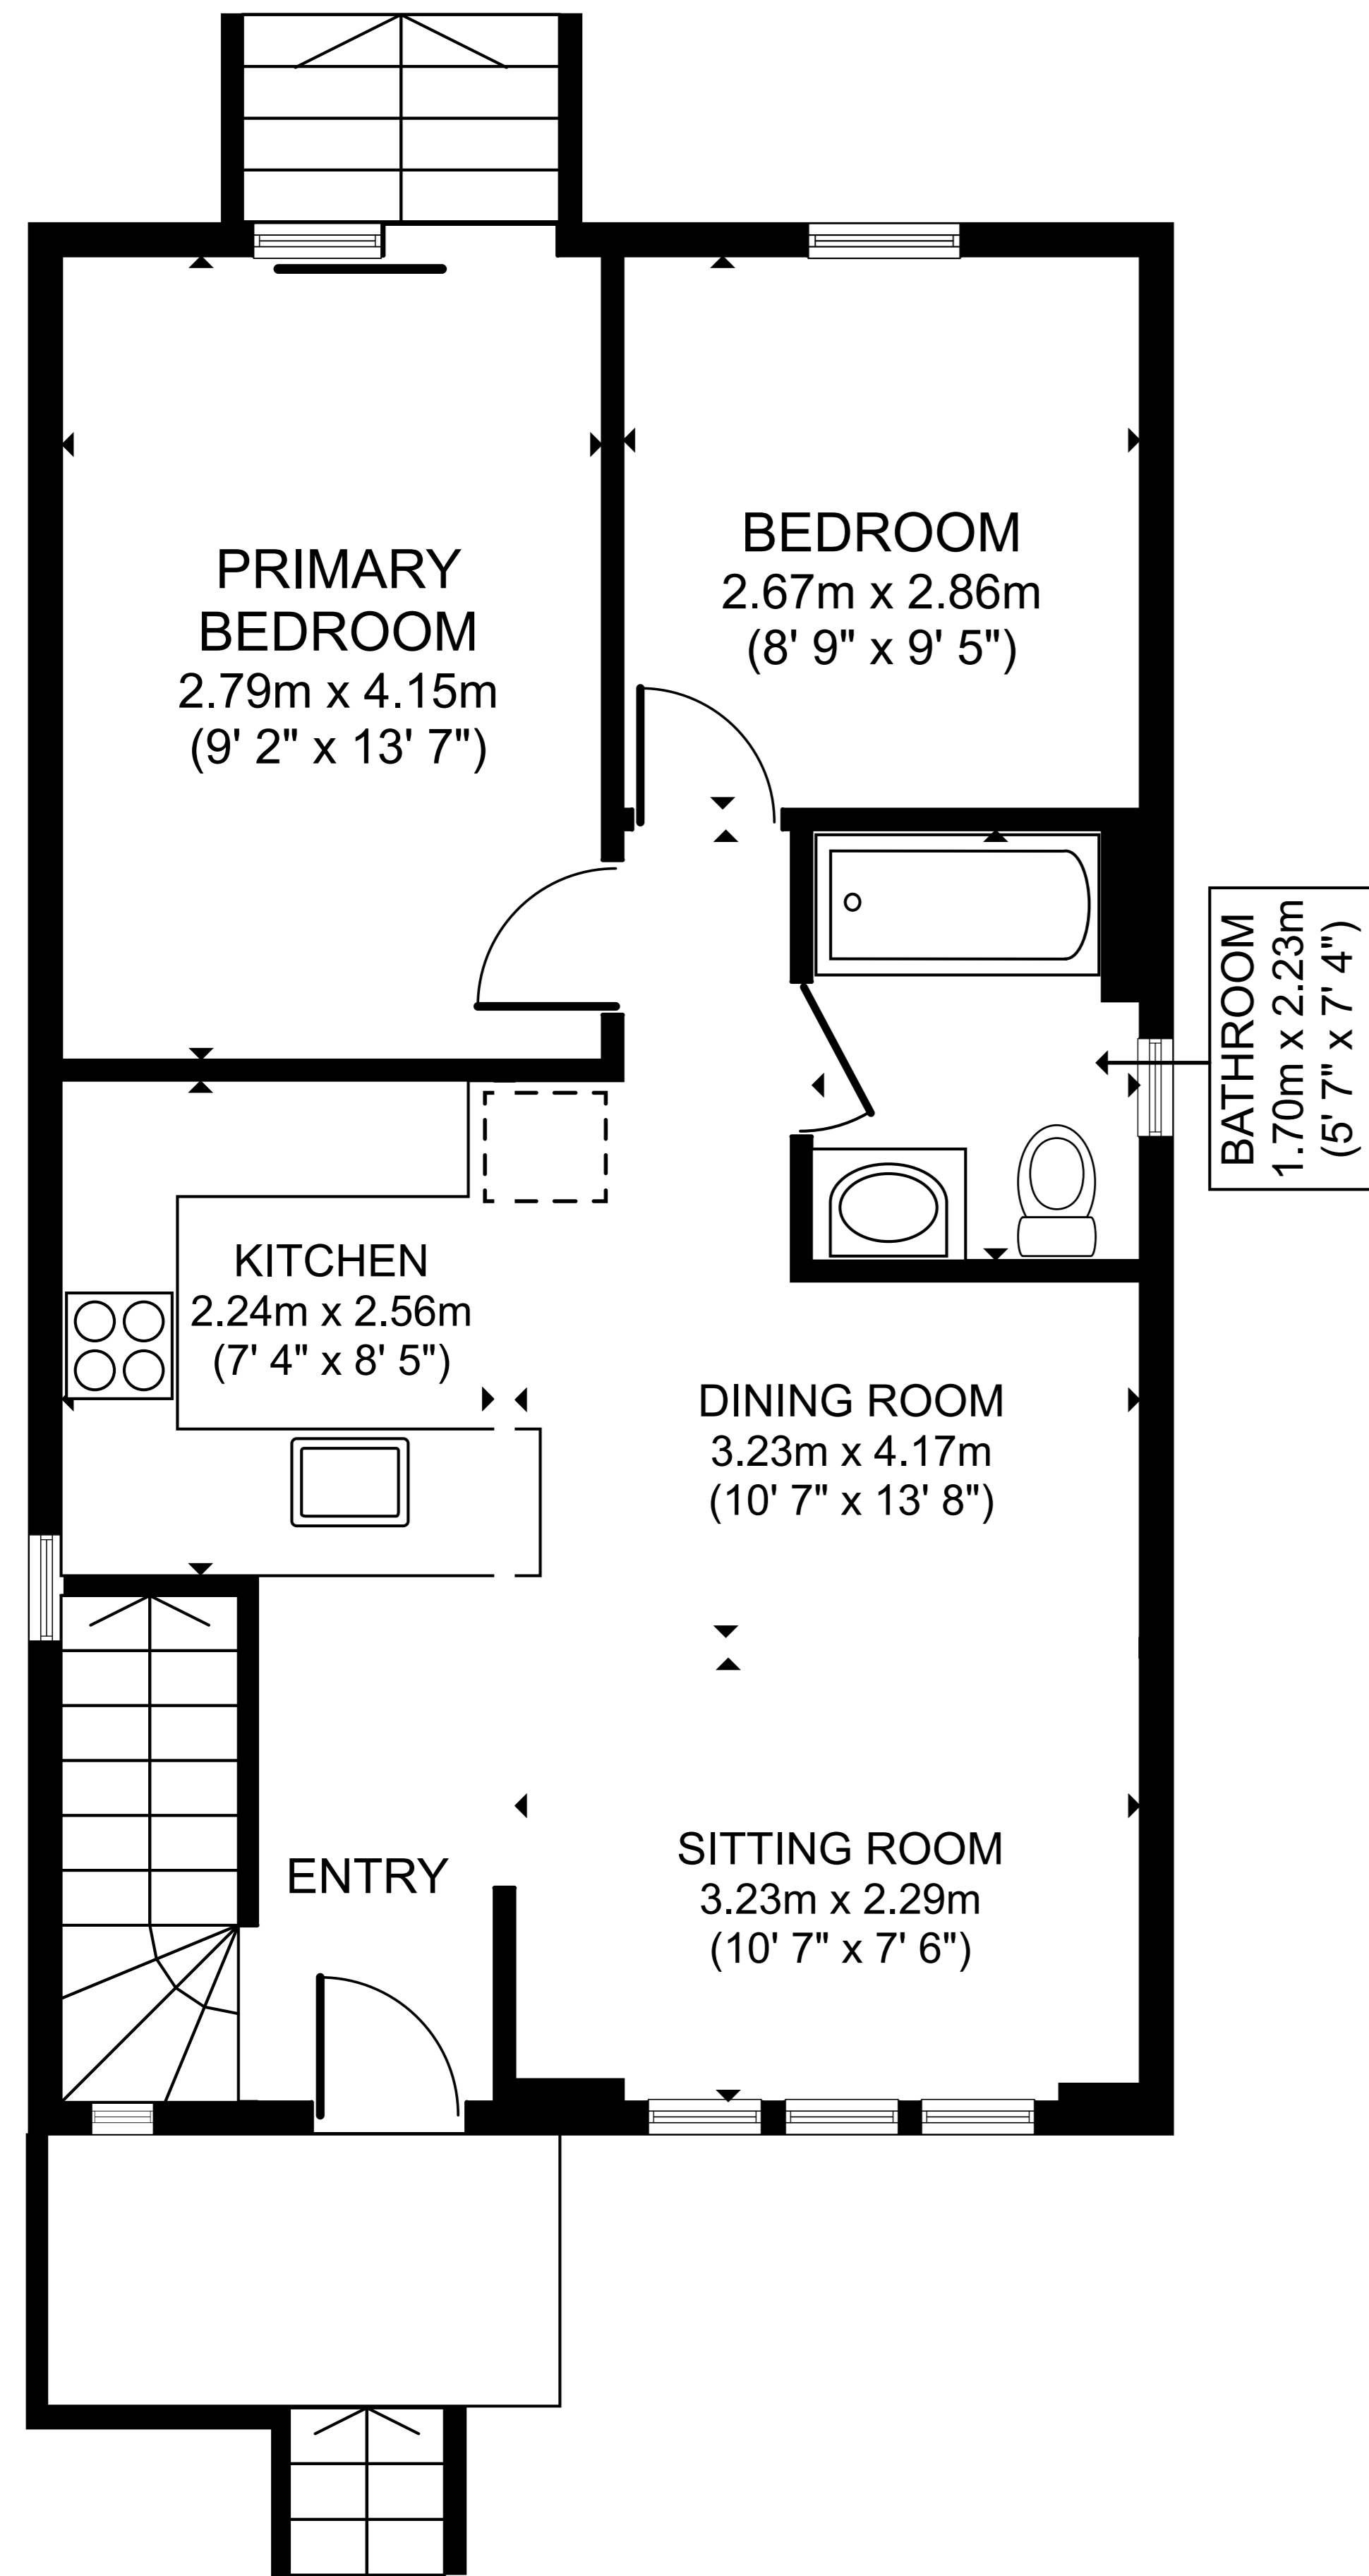 PRIMARY
BEDROOM
2.79m x 4.15m
(9' 2" x 13' 7")
BEDROOM
2.67m x 2.86m
(8' 9" x 9' 5")
BATHROOM
1.70m x 2.23m
(5' 7" x 7' 4")
KITCHEN
2.24m x 2.56m
(7' 4" x 8' 5")
DINING ROOM
3.23m x 4.17m
(10' 7" x 13' 8")
SITTING ROOM
3.23m x 2.29m
(10' 7" x 7' 6")
ENTRY